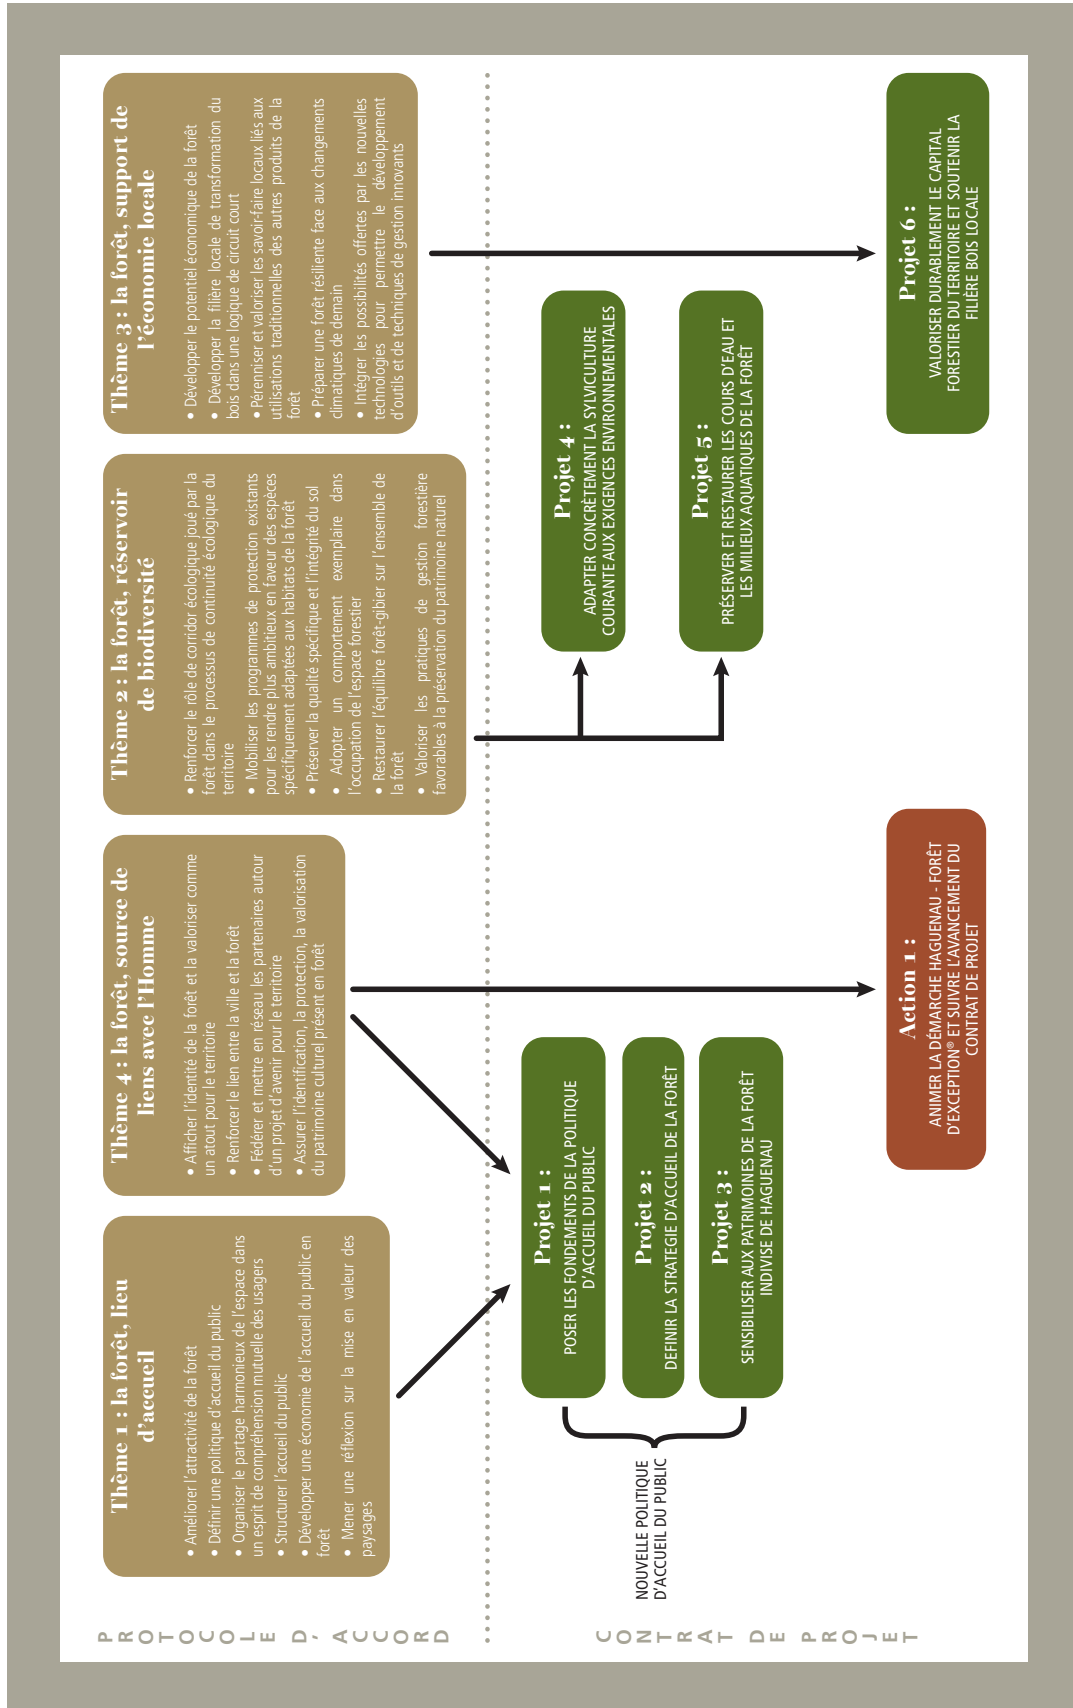 PROTOCOLE D'ACCORD
Thème 1 : la forêt, lieu
d'accueil
• Améliorer l'attractivité de la forêt
• Définir une politique d'accueil du public
• Organiser le partage harmonieux de l'espace dans
un esprit de compréhension mutuelle des usagers
• Structurer l'accueil du public
• Développer une économie de l'accueil du public en
forêt
• Mener une réflexion sur la mise en valeur des
paysages
Thème 4 : la forêt, source de
liens avec l'Homme
• Afficher l'identité de la forêt et la valoriser comme
un atout pour le territoire
• Renforcer le lien entre la ville et la forêt
• Fédérer et mettre en réseau les partenaires autour
d'un projet d'avenir pour le territoire
• Assurer l'identification, la protection, la valorisation
du patrimoine culturel présent en forêt
Thème 2 : la forêt, réservoir
de biodiversité
• Renforcer le rôle de corridor écologique joué par la
forêt dans le processus de continuité écologique du
territoire
• Mobiliser les programmes de protection existants
pour les rendre plus ambitieux en faveur des espèces
spécifiquement adaptées aux habitats de la forêt
• Préserver la qualité spécifique et l'intégrité du sol
• Adopter un comportement exemplaire dans
l'occupation de l'espace forestier
• Restaurer l'équilibre forêt-gibier sur l'ensemble de
la forêt
• Valoriser les pratiques de gestion forestière
favorables à la préservation du patrimoine naturel
Thème 3 : la forêt, support de
l'économie locale
• Développer le potentiel économique de la forêt
• Développer la filière locale de transformation du
bois dans une logique de circuit court
• Pérenniser et valoriser les savoir-faire locaux liés aux
utilisations traditionnelles des autres produits de la
forêt
• Préparer une forêt résiliente face aux changements
climatiques de demain
• Intégrer les possibilités offertes par les nouvelles
technologies pour permettre le développement
d'outils et de techniques de gestion innovants
CONTRAT DE PROJET
NOUVELLE POLITIQUE
D'ACCUEIL DU PUBLIC
Projet 1 :
POSER LES FONDEMENTS DE LA POLITIQUE
D'ACCUEIL DU PUBLIC
Projet 2 :
DEFINIR LA STRATEGIE D'ACCUEIL DE LA FORÊT
Projet 3 :
SENSIBILISER AUX PATRIMOINES DE LA FORÊT
INDIVISE DE HAGUENAU
Projet 4 :
ADAPTER CONCRÈTEMENT LA SYLVICULTURE
COURANTE AUX EXIGENCES ENVIRONNEMENTALES
Projet 5 :
PRÉSERVER ET RESTAURER LES COURS D'EAU ET
LES MILIEUX AQUATIQUES DE LA FORÊT
Action 1 :
ANIMER LA DÉMARCHE HAGUENAU - FORÊT
D'EXCEPTION® ET SUIVRE L'AVANCEMENT DU
CONTRAT DE PROJET
Projet 6 :
VALORISER DURABLEMENT LE CAPITAL
FORESTIER DU TERRITOIRE ET SOUTENIR LA
FILIÈRE BOIS LOCALE